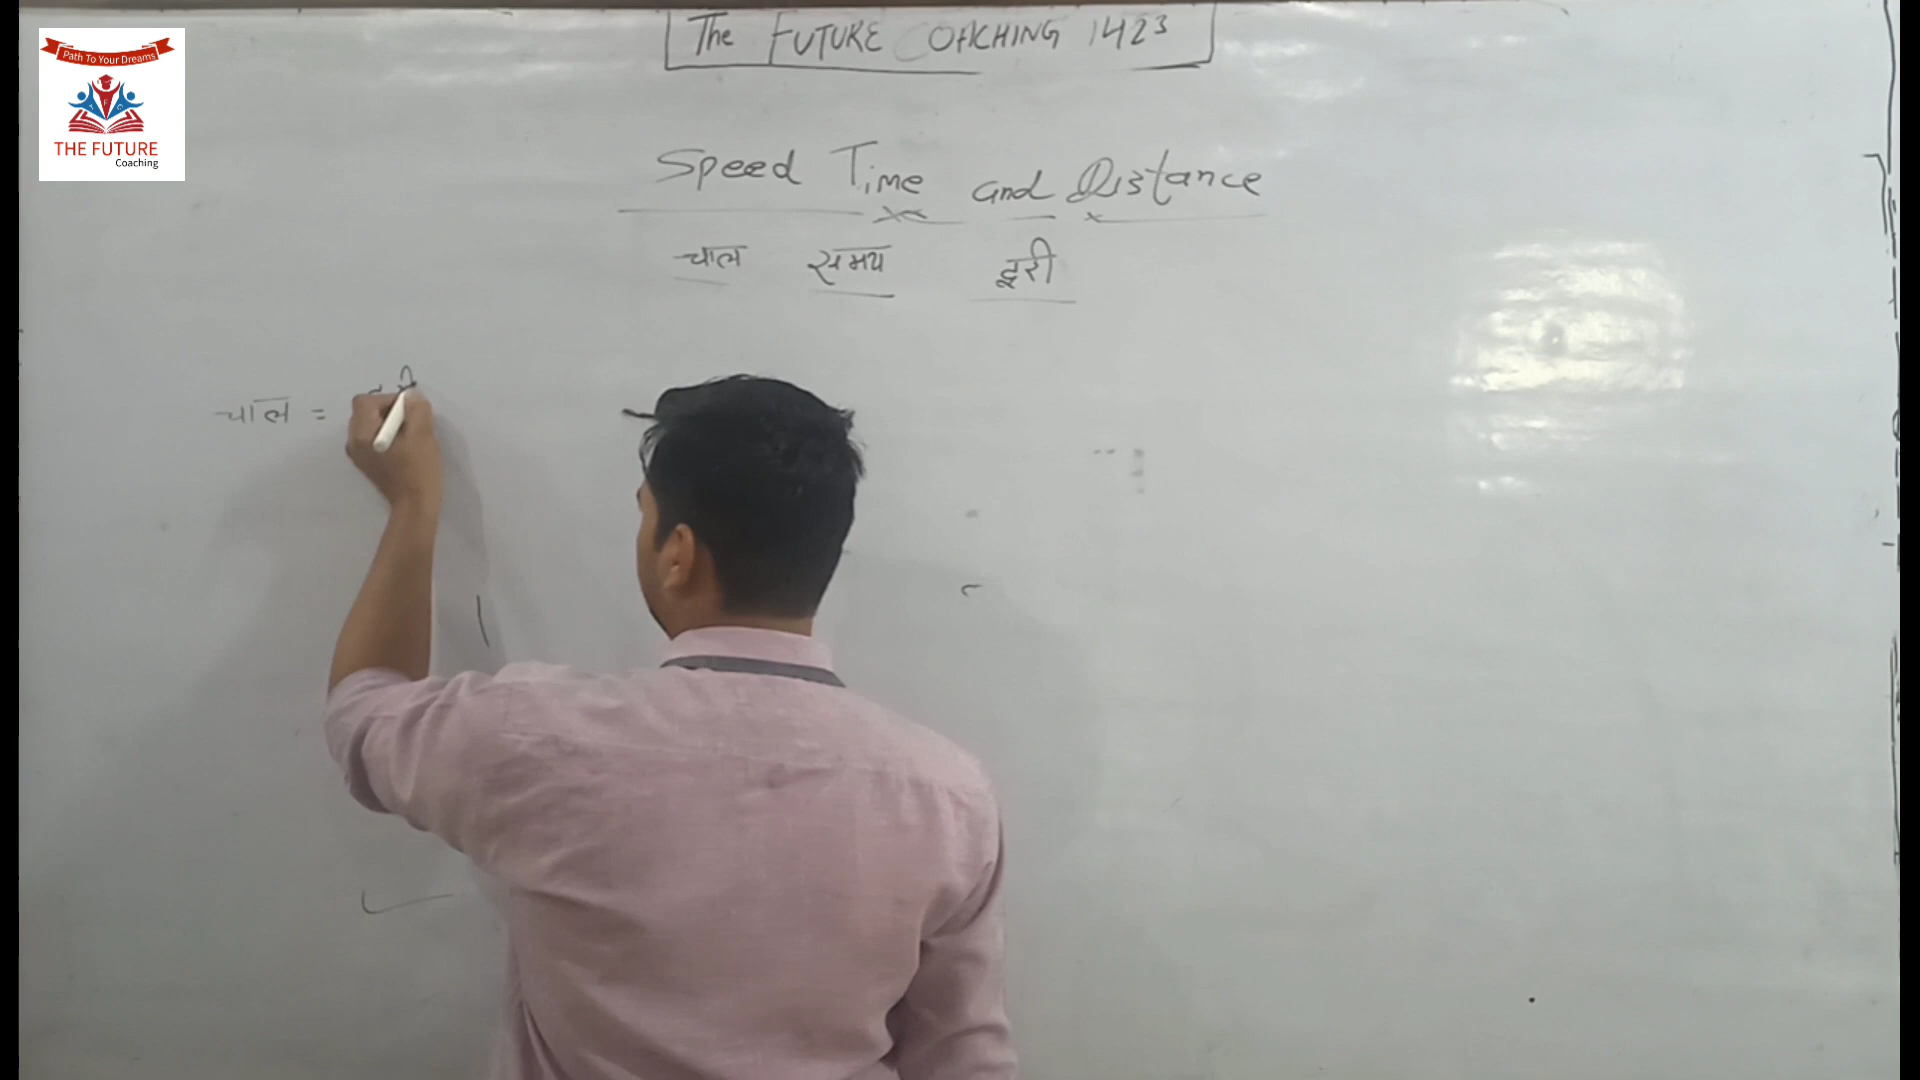 Path To Your Dreams
T F C
THE FUTURE
Coaching
The FUTURE COACHING 1423
Speed Time and Distance
चाल समय दूरी
चाल =